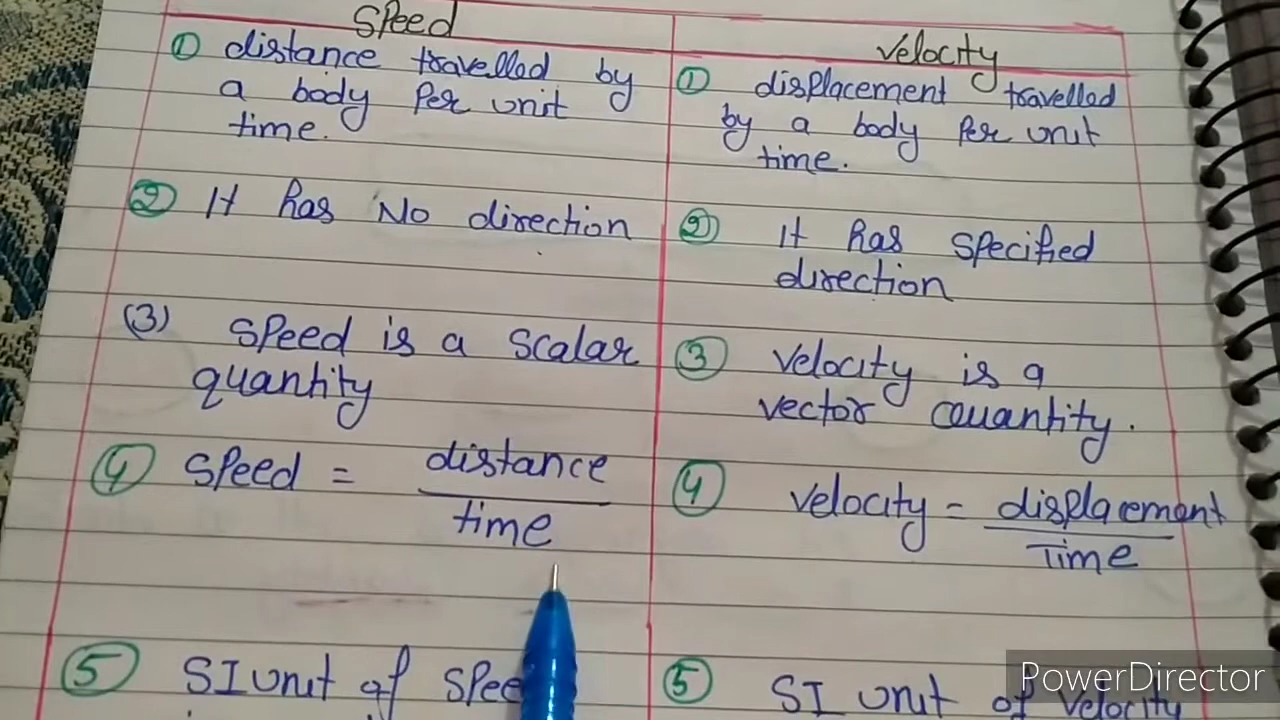 Speed
① distance travelled by
a body Per unit
time.
② It has No direction
(3) Speed is a Scalar
quantity
④ Speed = distance
time
⑤ SI Unit of Spee
Velocity
① displacement travelled
by a body Per unit
time.
② It has Specified
direction
③ Velocity is a
vector quantity.
④ Velocity = displacement
Time
⑤ SI Unit of Velocity
PowerDirector